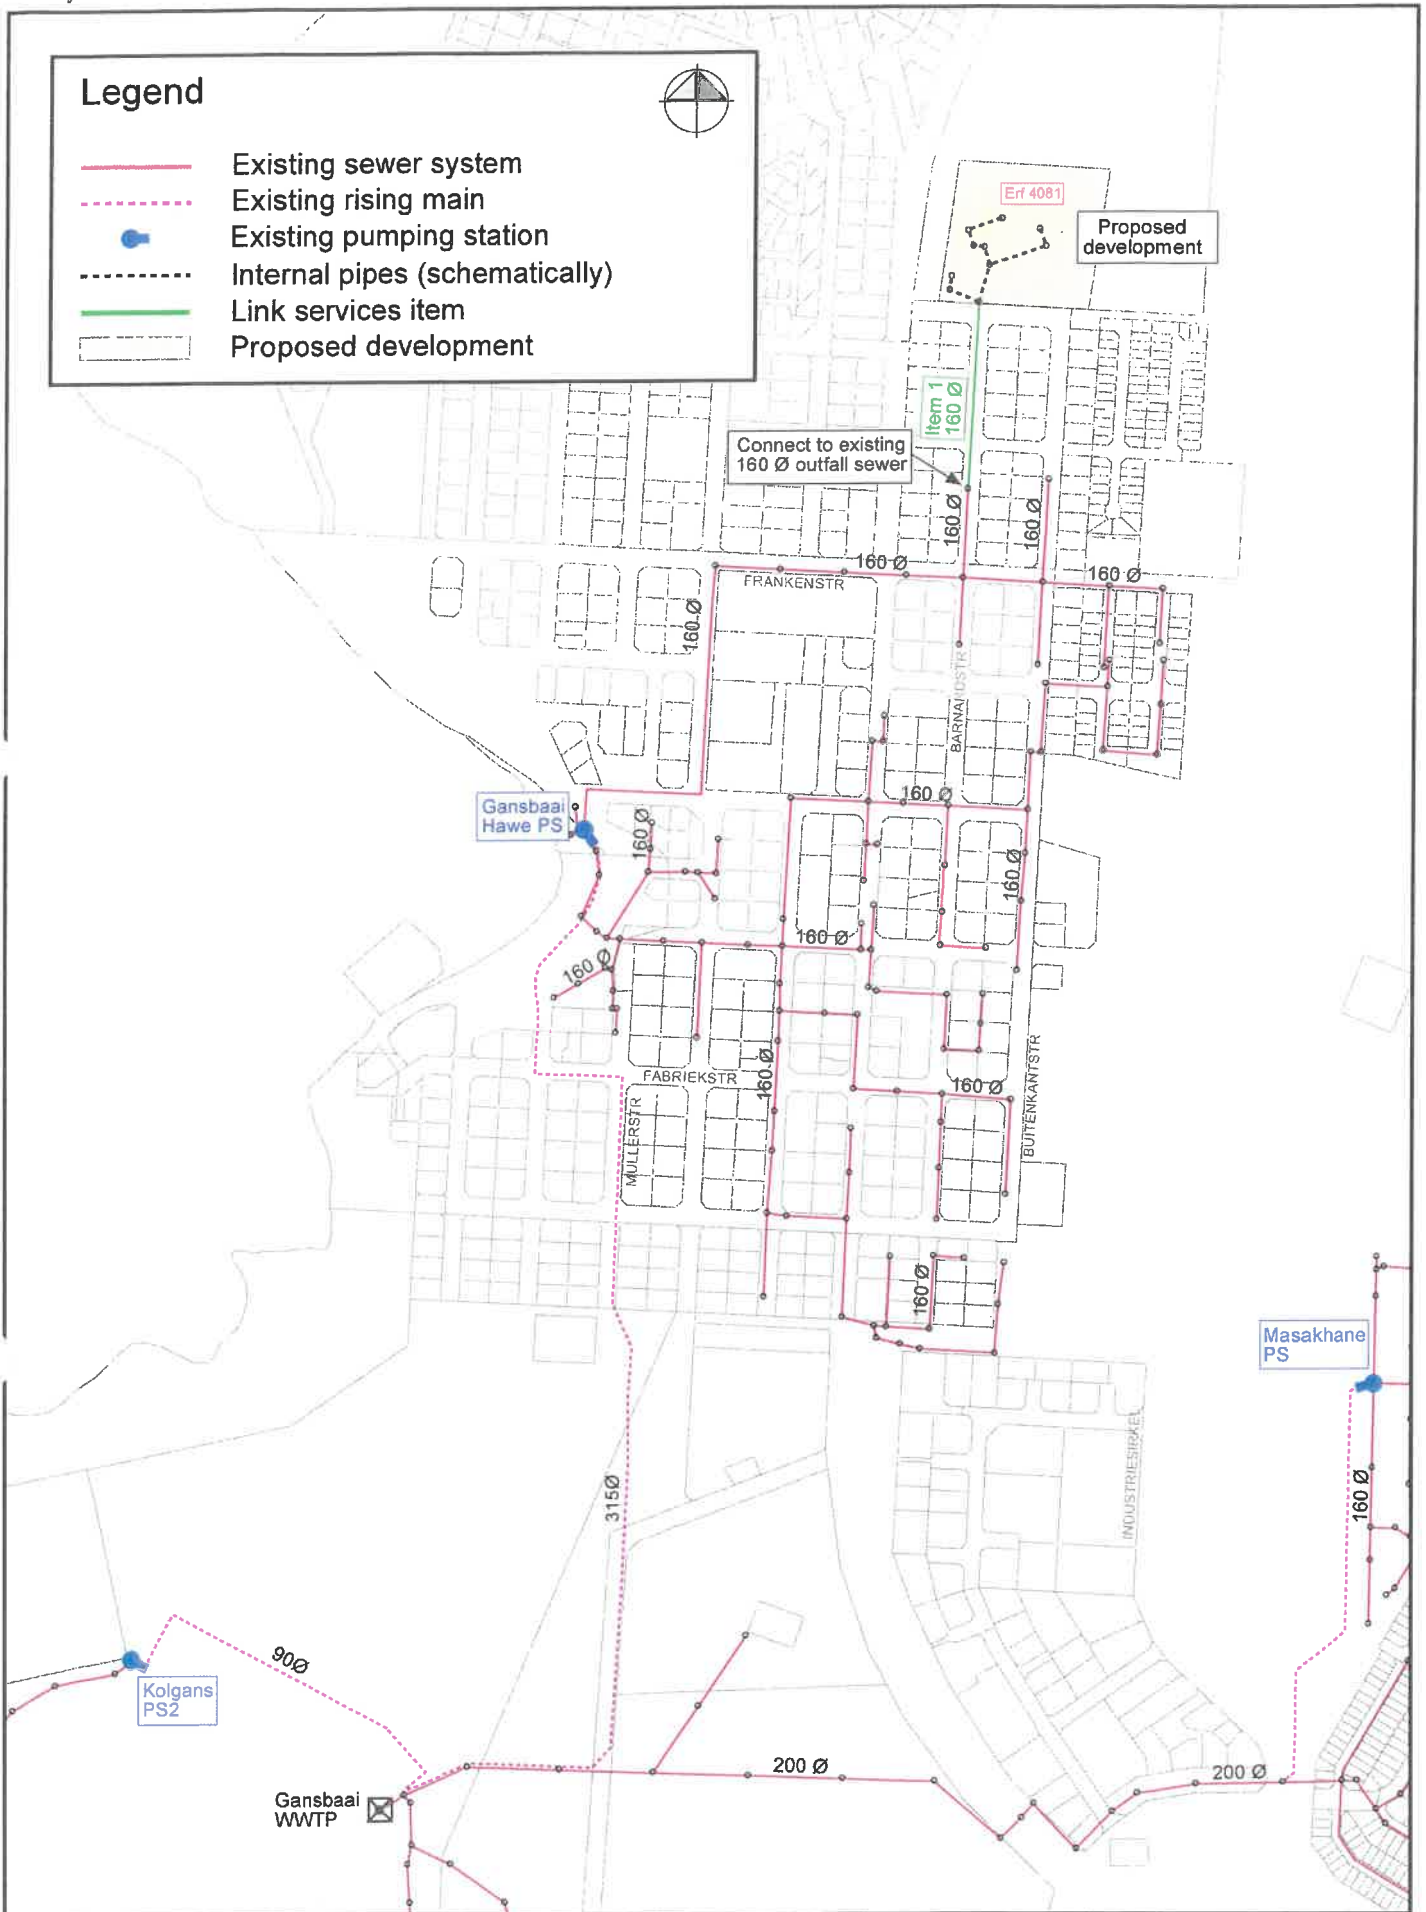 Legend
Existing sewer system
Existing rising main
Existing pumping station
Internal pipes (schematically)
Link services item
Proposed development
Erf 4081
Proposed
development
Item 1
160 Ø
Connect to existing
160 Ø outfall sewer
160 Ø
160 Ø
160 Ø
160 Ø
FRANKENSTR
160 Ø
BARNARDSTR
Gansbaai
Hawe PS
160 Ø
160 Ø
160 Ø
160 Ø
160 Ø
FABRIEKSTR
160 Ø
160 Ø
MULLERSTR
BUITENKANTSTR
160 Ø
Masakhane
PS
INDUSTRIESIRKEL
315Ø
160 Ø
90Ø
Kolgans
PS2
200 Ø
200 Ø
Gansbaai
WWTP